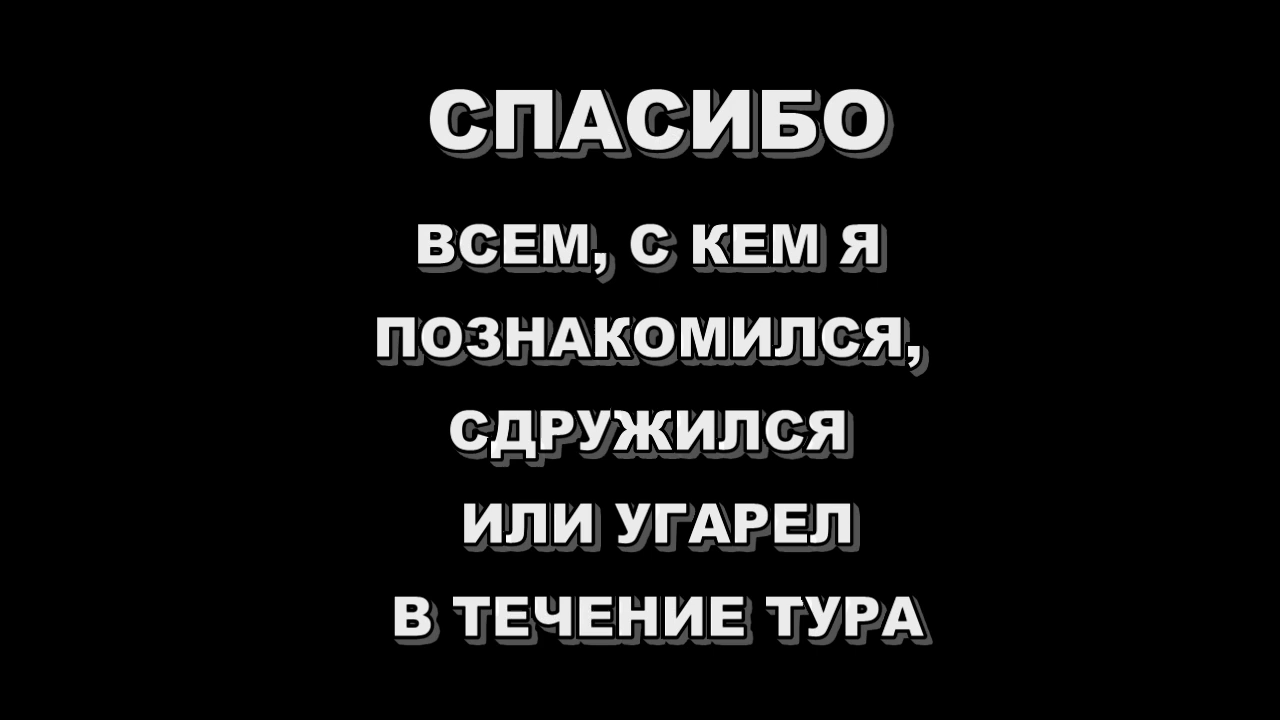 СПАСИБО
ВСЕМ, С КЕМ Я
ПОЗНАКОМИЛСЯ,
СДРУЖИЛСЯ
ИЛИ УГАРЕЛ
В ТЕЧЕНИЕ ТУРА